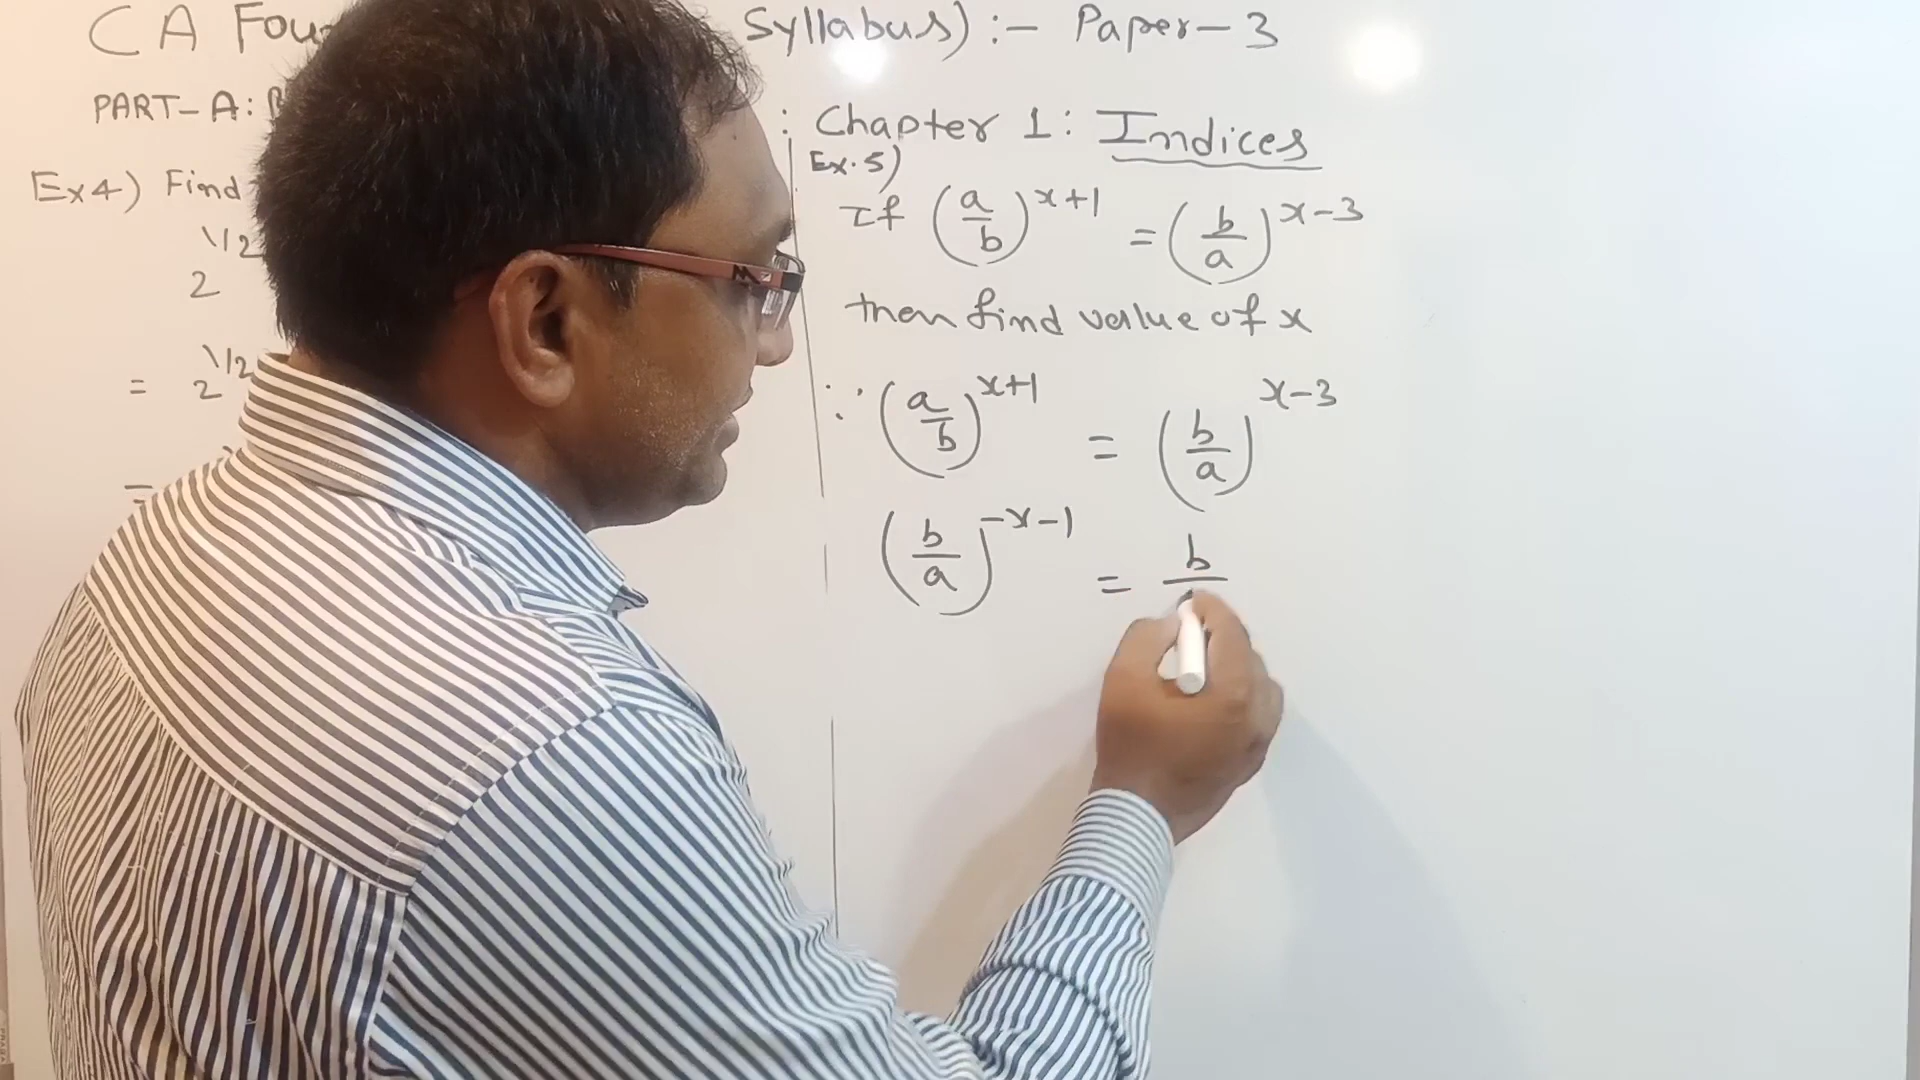 CA Syllabus) :- Paper-3
PART-A: : Chapter 1: Indices
Ex4) Find
2^1/2
= 2^1/2
=
Ex.5)
If (a/b)^x+1 = (b/a)^x-3
then find value of x
∵ (a/b)^x+1 = (b/a)^x-3
(b/a)^-x-1 = b